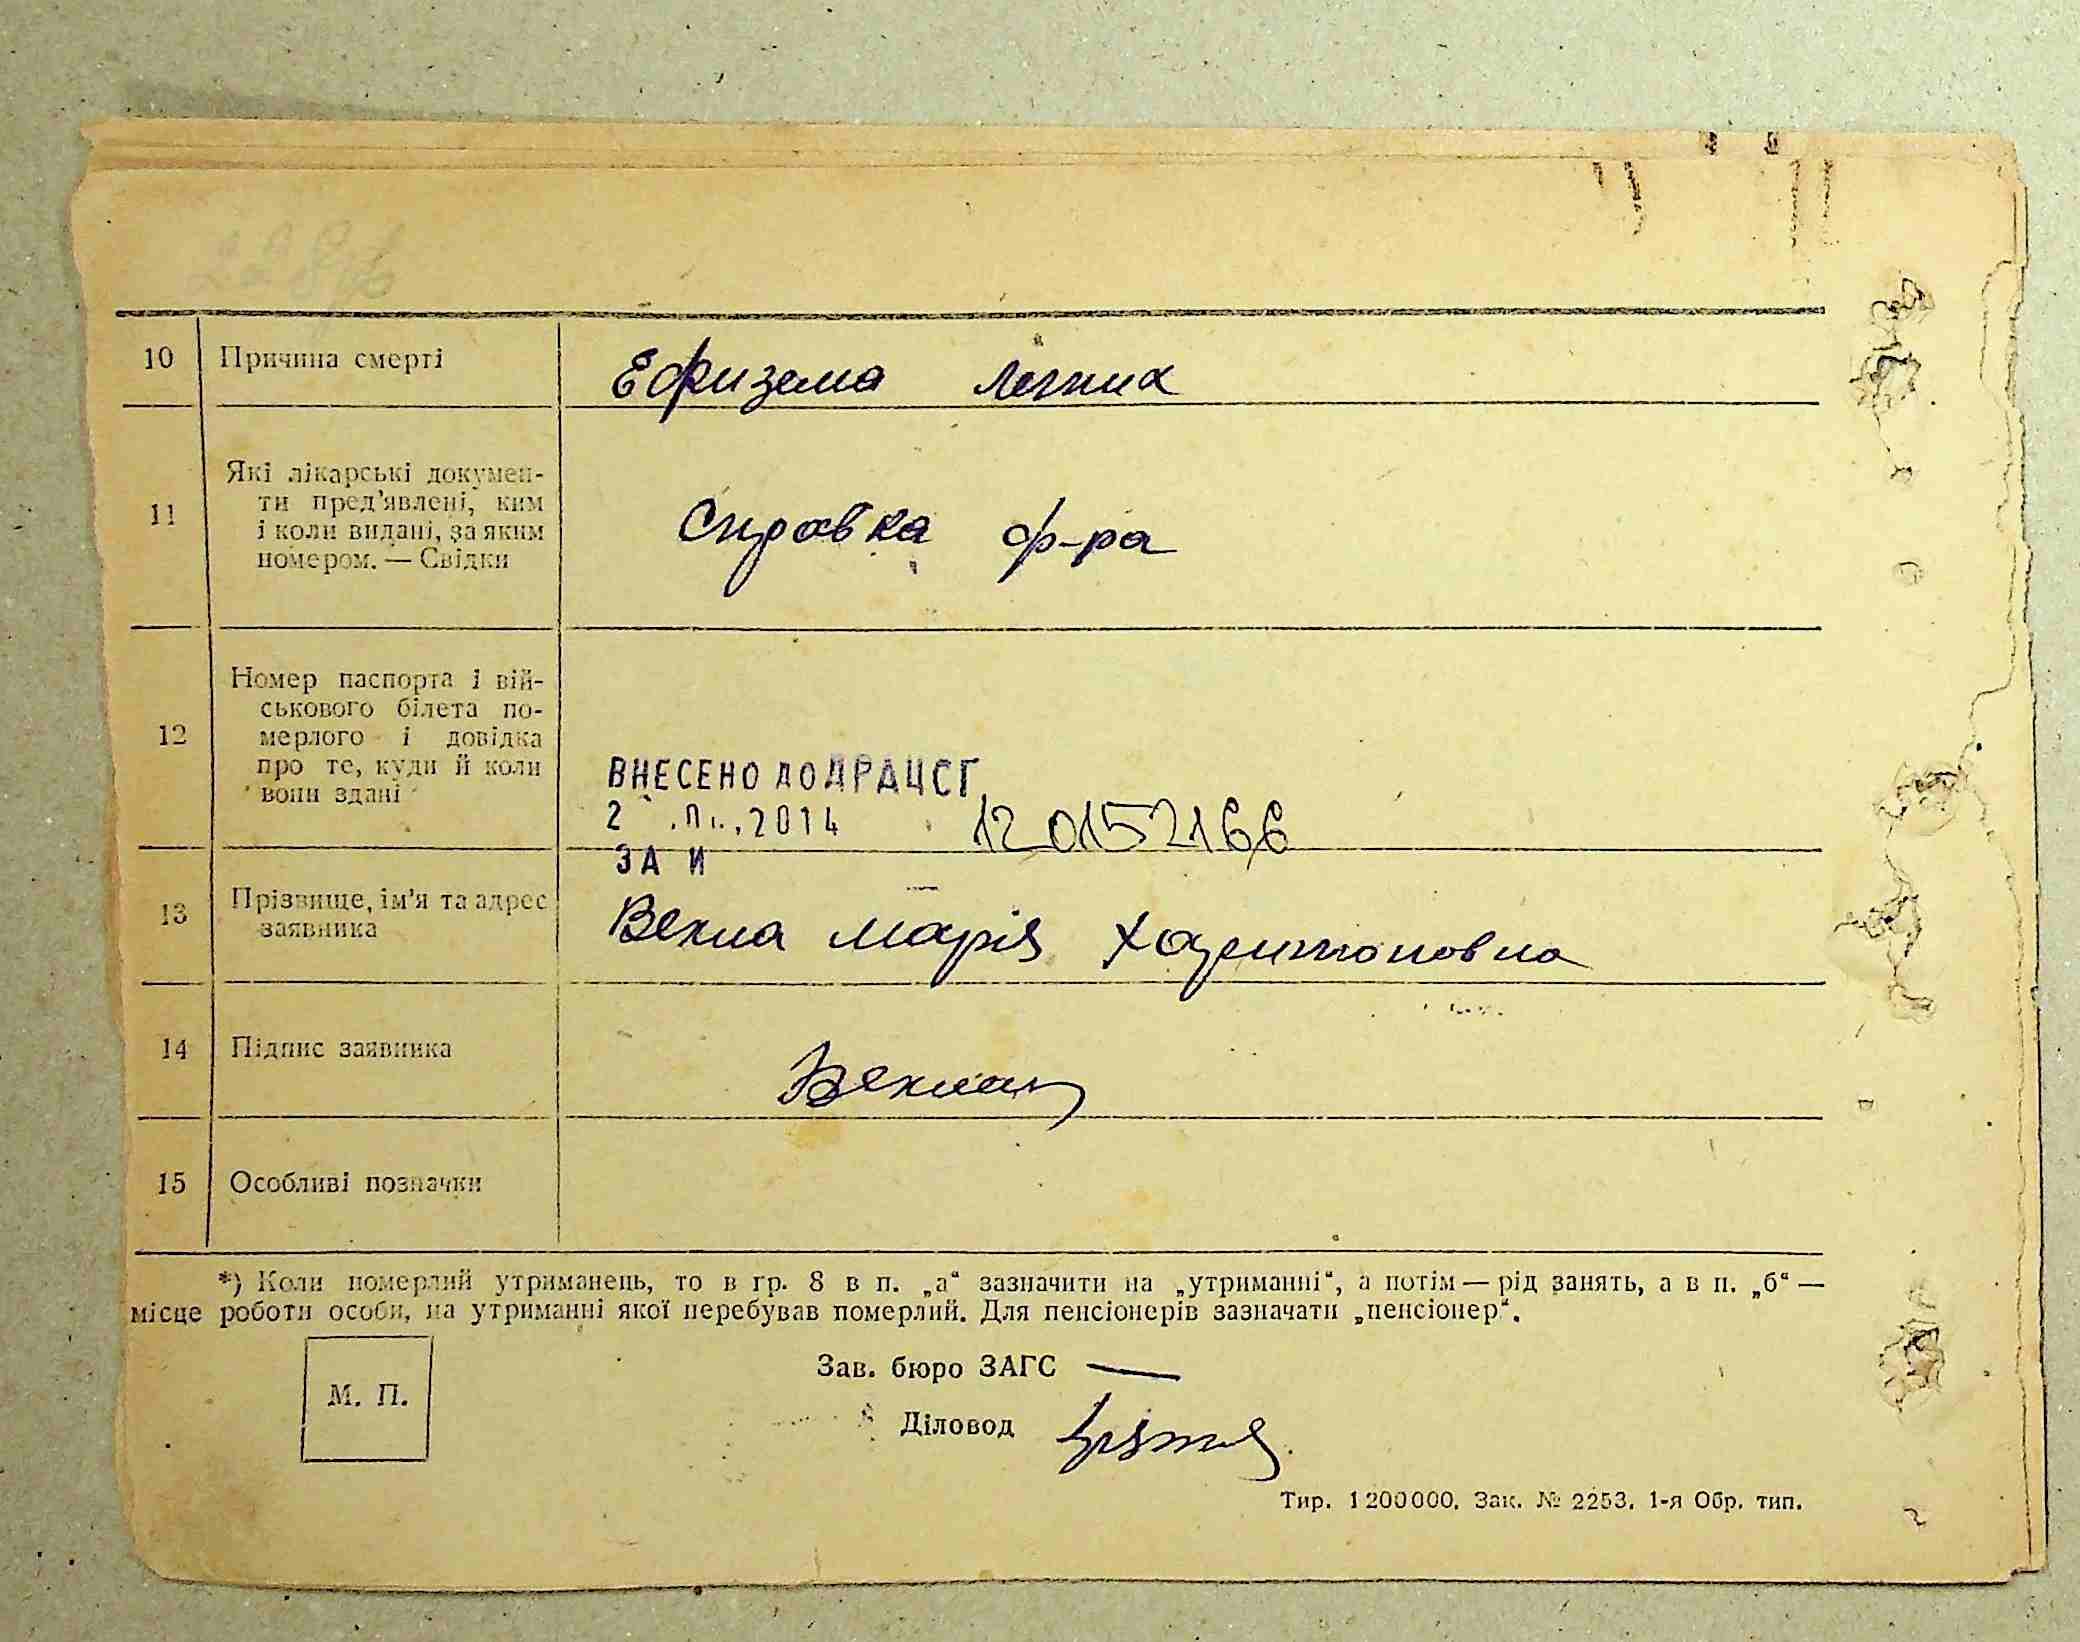 10 Причина смерті Ефизема легких
11 Які лікарські докумен-
ти пред'явлені, ким
і коли видані, за яким
номером. — Свідки
Справка ф-ра
12 Номер паспорта і вій-
ськового білета по-
мерлого і довідка
про те, куди й коли
вони здані
ВНЕСЕНО ДО ДРАЦСГ
2014 120152166
ЗА И
13 Прізвище, ім'я та адрес
заявника
Векла Марія Харитоновна
14 Підпис заявника
15 Особливі позначки
*) Коли померлий утриманець, то в гр. 8 в п. „а“ зазначити на „утриманні“, а потім — рід занять, а в п. „б“ —
місце роботи особи, на утриманні якої перебував померлий. Для пенсіонерів зазначати „пенсіонер“.
М. П.
Зав. бюро ЗАГС —
Діловод
Тир. 1200000. Зак. № 2253. 1-я Обр. тип.